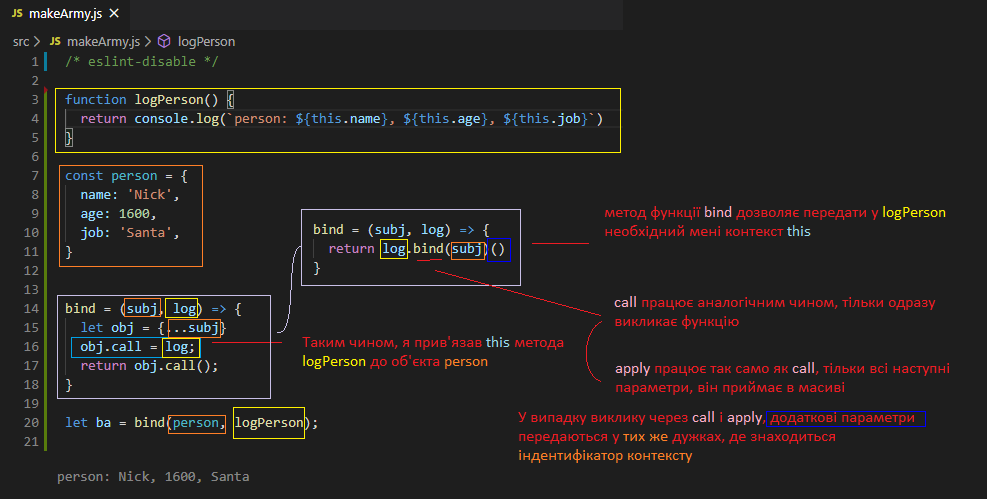 JS makeArmy.js ×
src > JS makeArmy.js > logPerson
1 /* eslint-disable */
2
3 function logPerson() {
4 return console.log(`person: ${this.name}, ${this.age}, ${this.job}`)
5 }
6
7 const person = {
8 name: 'Nick',
9 age: 1600,
10 job: 'Santa',
11 }
12
13
14 bind = (subj, log) => {
15 let obj = {...subj}
16 obj.call = log;
17 return obj.call();
18 }
19
20 let ba = bind(person, logPerson);
21
person: Nick, 1600, Santa
bind = (subj, log) => {
return log.bind(subj)()
}
метод функції bind дозволяє передати у logPerson
необхідний мені контекст this
call працює аналогічним чином, тільки одразу
викликає функцію
Таким чином, я прив'язав this метода
logPerson до об'єкта person
apply працює так само як call, тільки всі наступні
параметри, він приймає в масиві
У випадку виклику через call і apply, додаткові параметри
передаються у тих же дужках, де знаходиться
індентифікатор контексту